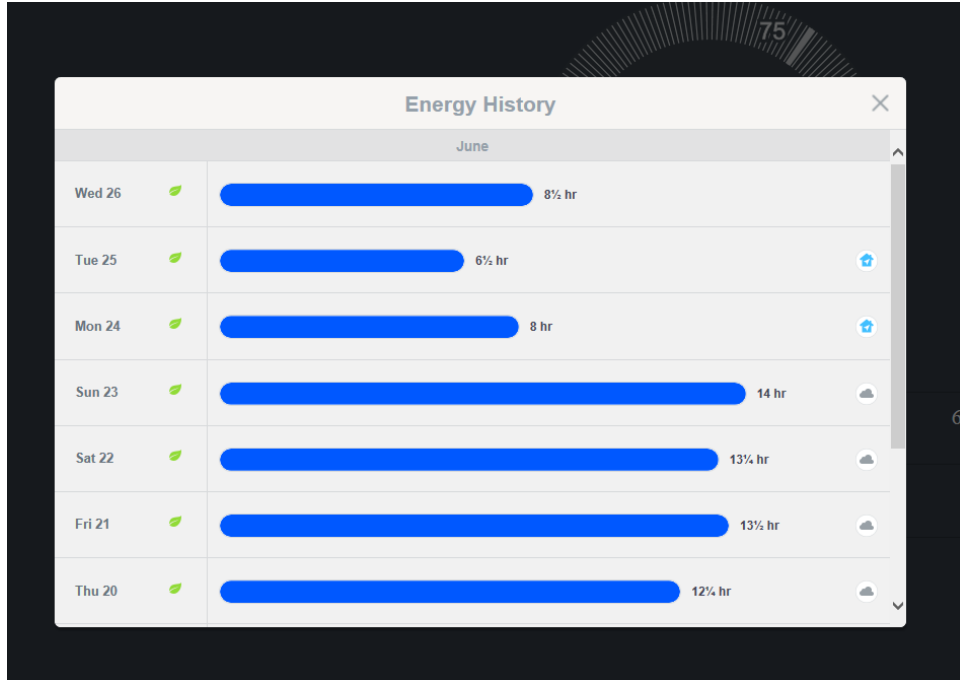 75
Energy History
June
Wed 26 8½ hr
Tue 25 6½ hr
Mon 24 8 hr
Sun 23 14 hr
Sat 22 13¼ hr
Fri 21 13½ hr
Thu 20 12¼ hr
6